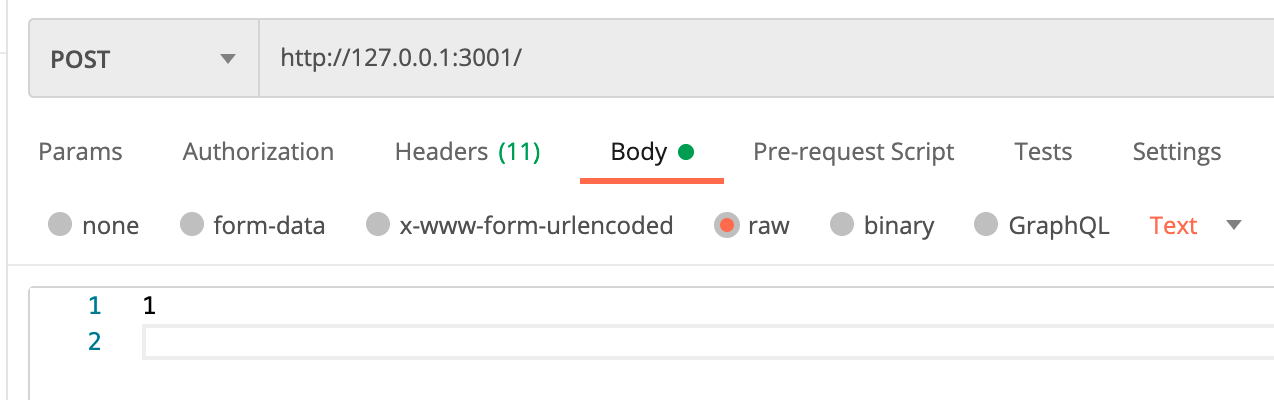 POST http://127.0.0.1:3001/
Params Authorization Headers (11) Body Pre-request Script Tests Settings
none form-data x-www-form-urlencoded raw binary GraphQL Text
1 1
2